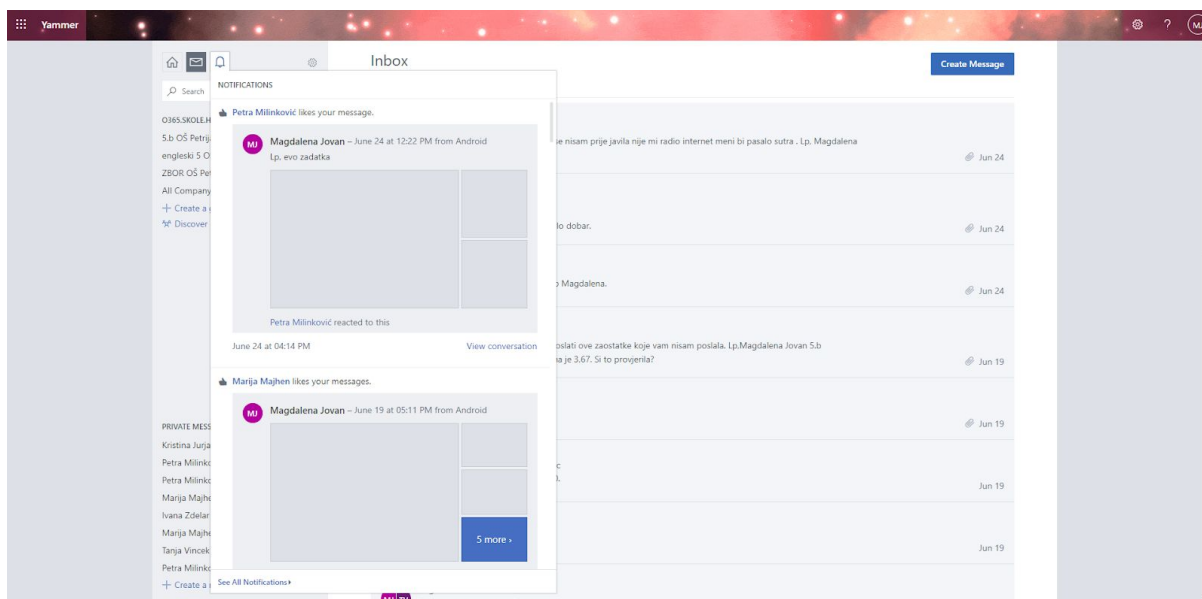 Yammer
?
Inbox
Create Message
Search
NOTIFICATIONS
Petra Milinković likes your message.
MJ
Magdalena Jovan – June 24 at 12:22 PM from Android
Lp. evo zadatka
Petra Milinković reacted to this
June 24 at 04:14 PM
View conversation
Marija Majhen likes your messages.
MJ
Magdalena Jovan – June 19 at 05:11 PM from Android
5 more ›
See All Notifications
O365.SKOLE.H
5.b OŠ Petrij
engleski 5 O
ZBOR OŠ Pet
All Company
+ Create a g
Discover
PRIVATE MESS
Kristina Jurja
Petra Milinko
Petra Milinko
Marija Majhe
Ivana Zdelar
Marija Majhe
Tanja Vincek
Petra Milinko
+ Create a
se nisam prije javila nije mi radio internet meni bi pasalo sutra . Lp. Magdalena
Jun 24
lo dobar.
Jun 24
Magdalena.
Jun 24
oslati ove zaostatke koje vam nisam poslala. Lp.Magdalena Jovan 5.b
na je 3.67. Si to provjerila?
Jun 19
Jun 19
Jun 19
Jun 19